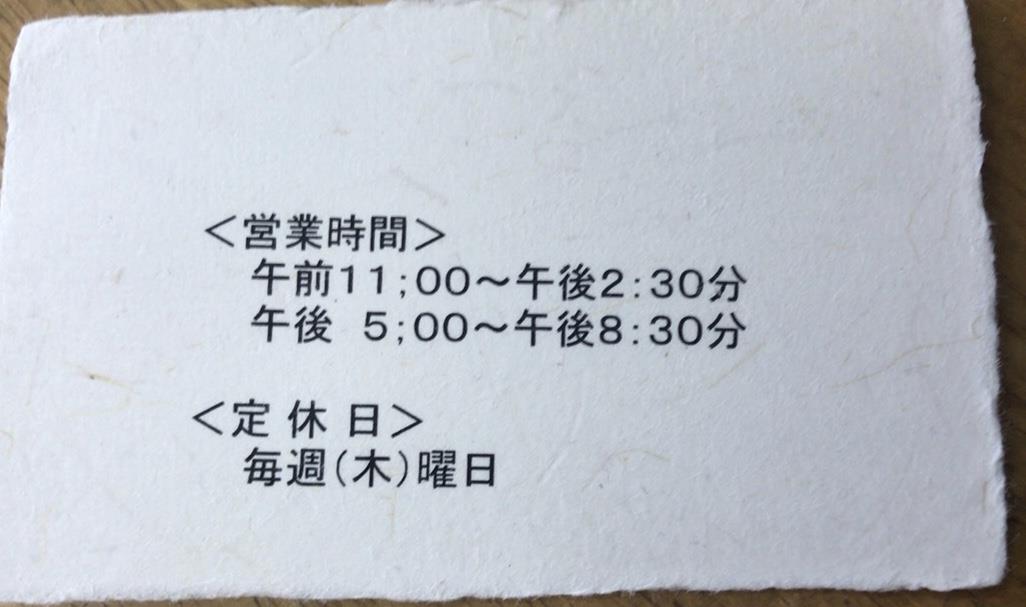 ＜営業時間＞
午前11;00～午後2:30分
午後 5;00～午後8:30分
＜定 休 日＞
毎週(木)曜日